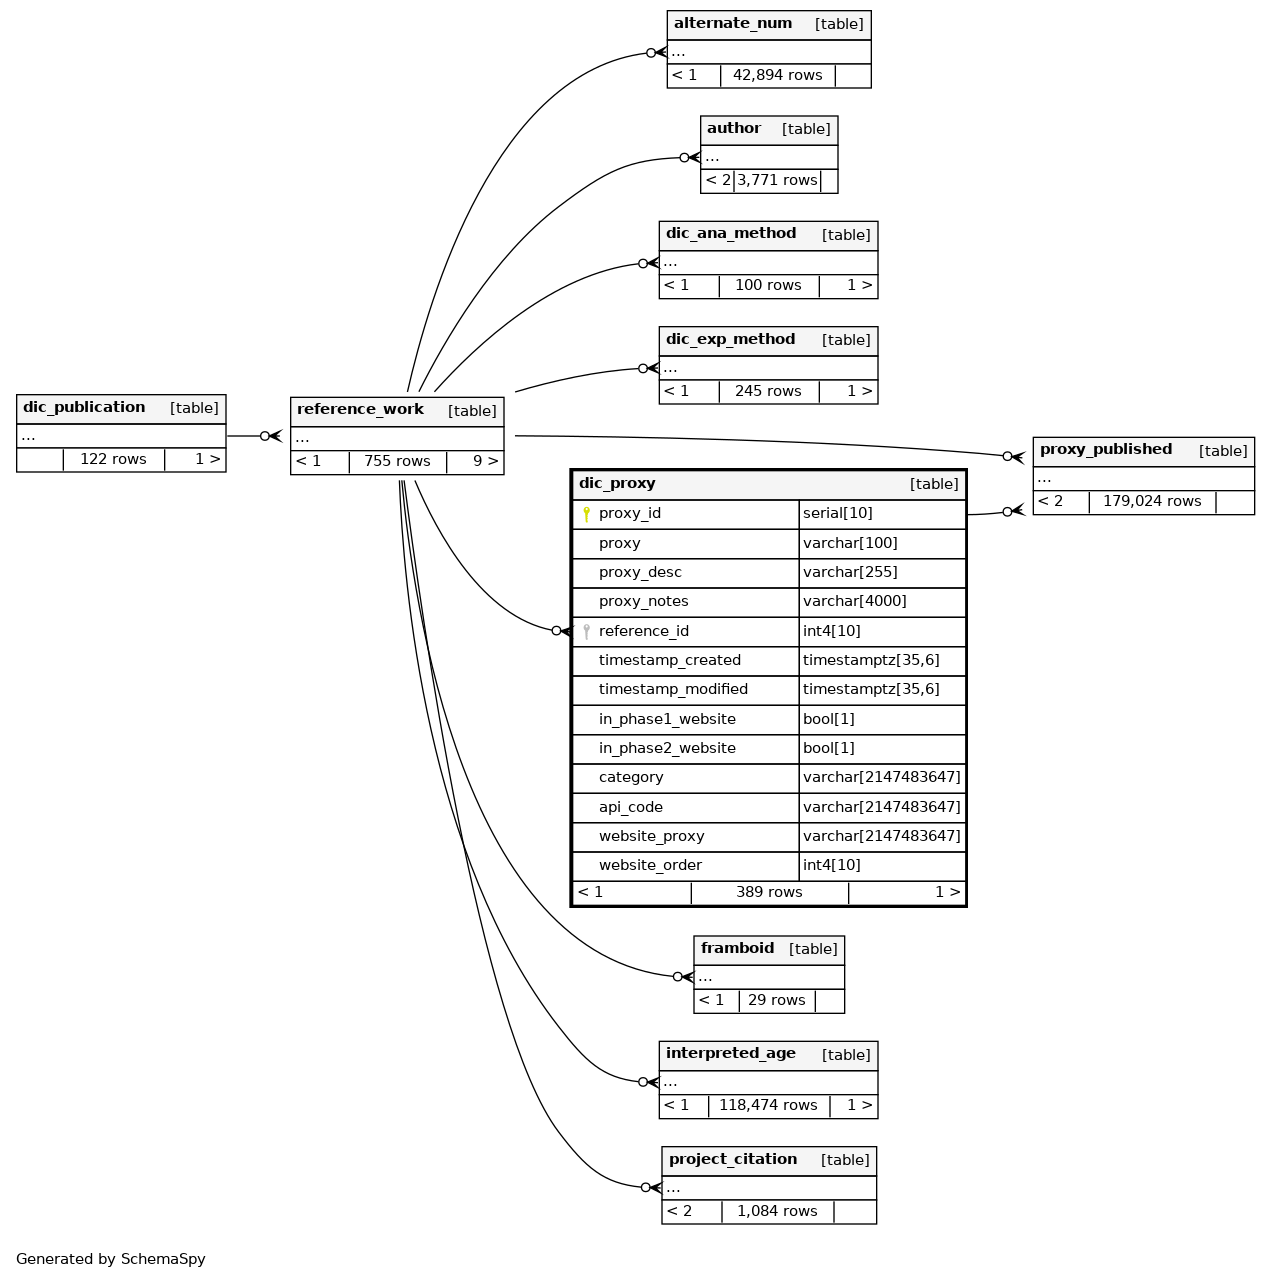 alternate_num [table]
...
< 1 42,894 rows
author [table]
...
< 2 3,771 rows
dic_ana_method [table]
...
< 1 100 rows 1 >
dic_exp_method [table]
...
< 1 245 rows 1 >
dic_publication [table]
...
122 rows 1 >
reference_work [table]
...
< 1 755 rows 9 >
proxy_published [table]
...
< 2 179,024 rows
dic_proxy [table]
proxy_id serial[10]
proxy varchar[100]
proxy_desc varchar[255]
proxy_notes varchar[4000]
reference_id int4[10]
timestamp_created timestamptz[35,6]
timestamp_modified timestamptz[35,6]
in_phase1_website bool[1]
in_phase2_website bool[1]
category varchar[2147483647]
api_code varchar[2147483647]
website_proxy varchar[2147483647]
website_order int4[10]
< 1 389 rows 1 >
framboid [table]
...
< 1 29 rows
interpreted_age [table]
...
< 1 118,474 rows 1 >
project_citation [table]
...
< 2 1,084 rows
Generated by SchemaSpy